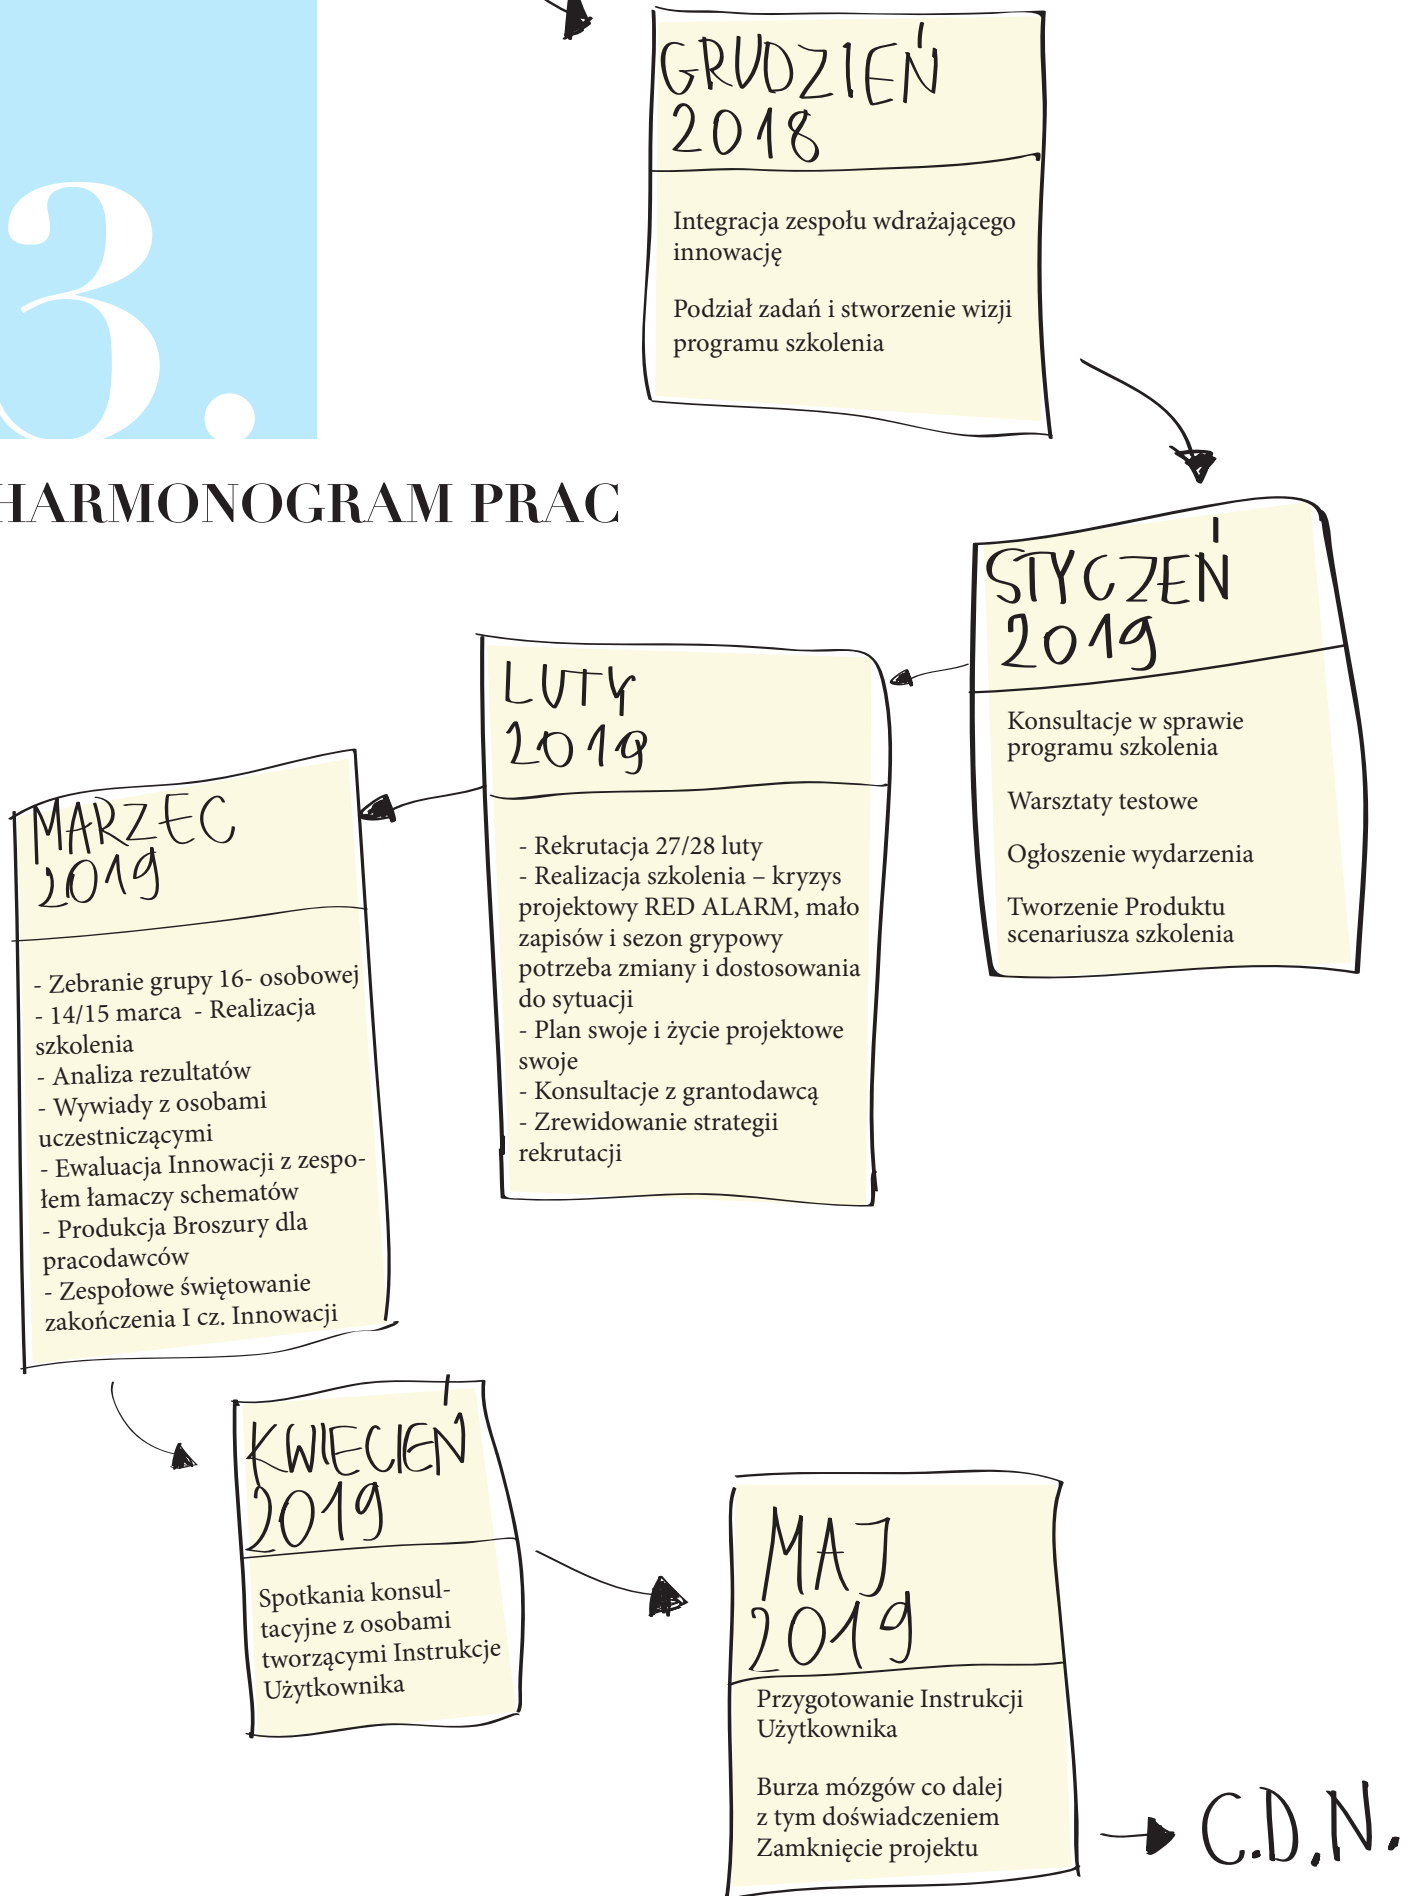 3.
HARMONOGRAM PRAC
GRUDZIEŃ
2018
Integracja zespołu wdrażającego
innowację
Podział zadań i stworzenie wizji
programu szkolenia
STYCZEŃ
2019
Konsultacje w sprawie
programu szkolenia
Warsztaty testowe
Ogłoszenie wydarzenia
Tworzenie Produktu
scenariusza szkolenia
LUTY
2019
- Rekrutacja 27/28 luty
- Realizacja szkolenia – kryzys
projektowy RED ALARM, mało
zapisów i sezon grypowy
potrzeba zmiany i dostosowania
do sytuacji
- Plan swoje i życie projektowe
swoje
- Konsultacje z grantodawcą
- Zrewidowanie strategii
rekrutacji
MARZEC
2019
- Zebranie grupy 16- osobowej
- 14/15 marca - Realizacja
szkolenia
- Analiza rezultatów
- Wywiady z osobami
uczestniczącymi
- Ewaluacja Innowacji z zespo-
łem łamaczy schematów
- Produkcja Broszury dla
pracodawców
- Zespołowe świętowanie
zakończenia I cz. Innowacji
KWIECIEŃ
2019
Spotkania konsul-
tacyjne z osobami
tworzącymi Instrukcje
Użytkownika
MAJ
2019
Przygotowanie Instrukcji
Użytkownika
Burza mózgów co dalej
z tym doświadczeniem
Zamknięcie projektu
C.D.N.